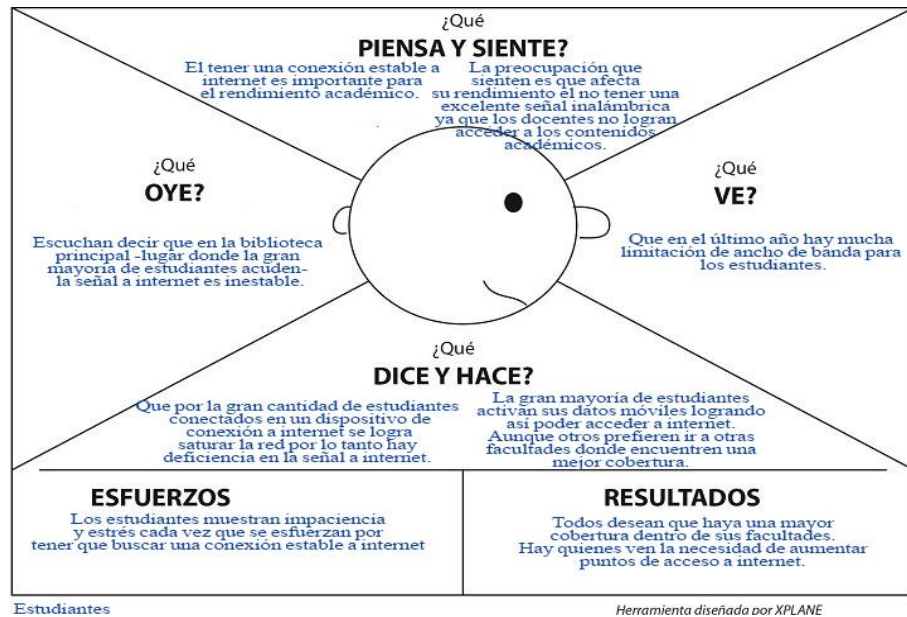 ¿Qué
PIENSA Y SIENTE?
El tener una conexión estable a
internet es importante para
el rendimiento académico.
La preocupación que
sienten es que afecta
su rendimiento el no tener una
excelente señal inalámbrica
ya que los docentes no logran
acceder a los contenidos
académicos.
¿Qué
OYE?
Escuchan decir que en la biblioteca
principal -lugar donde la gran
mayoría de estudiantes acuden-
la señal a internet es inestable.
¿Qué
VE?
Que en el último año hay mucha
limitación de ancho de banda para
los estudiantes.
¿Qué
DICE Y HACE?
Que por la gran cantidad de estudiantes
conectados en un dispositivo de
conexión a internet se logra
saturar la red por lo tanto hay
deficiencia en la señal a internet.
La gran mayoría de estudiantes
activan sus datos móviles logrando
así poder acceder a internet.
Aunque otros prefieren ir a otras
facultades donde encuentren una
mejor cobertura.
ESFUERZOS
Los estudiantes muestran impaciencia
y estrés cada vez que se esfuerzan por
tener que buscar una conexión estable a internet
RESULTADOS
Todos desean que haya una mayor
cobertura dentro de sus facultades.
Hay quienes ven la necesidad de aumentar
puntos de acceso a internet.
Estudiantes
Herramienta diseñada por XPLANE